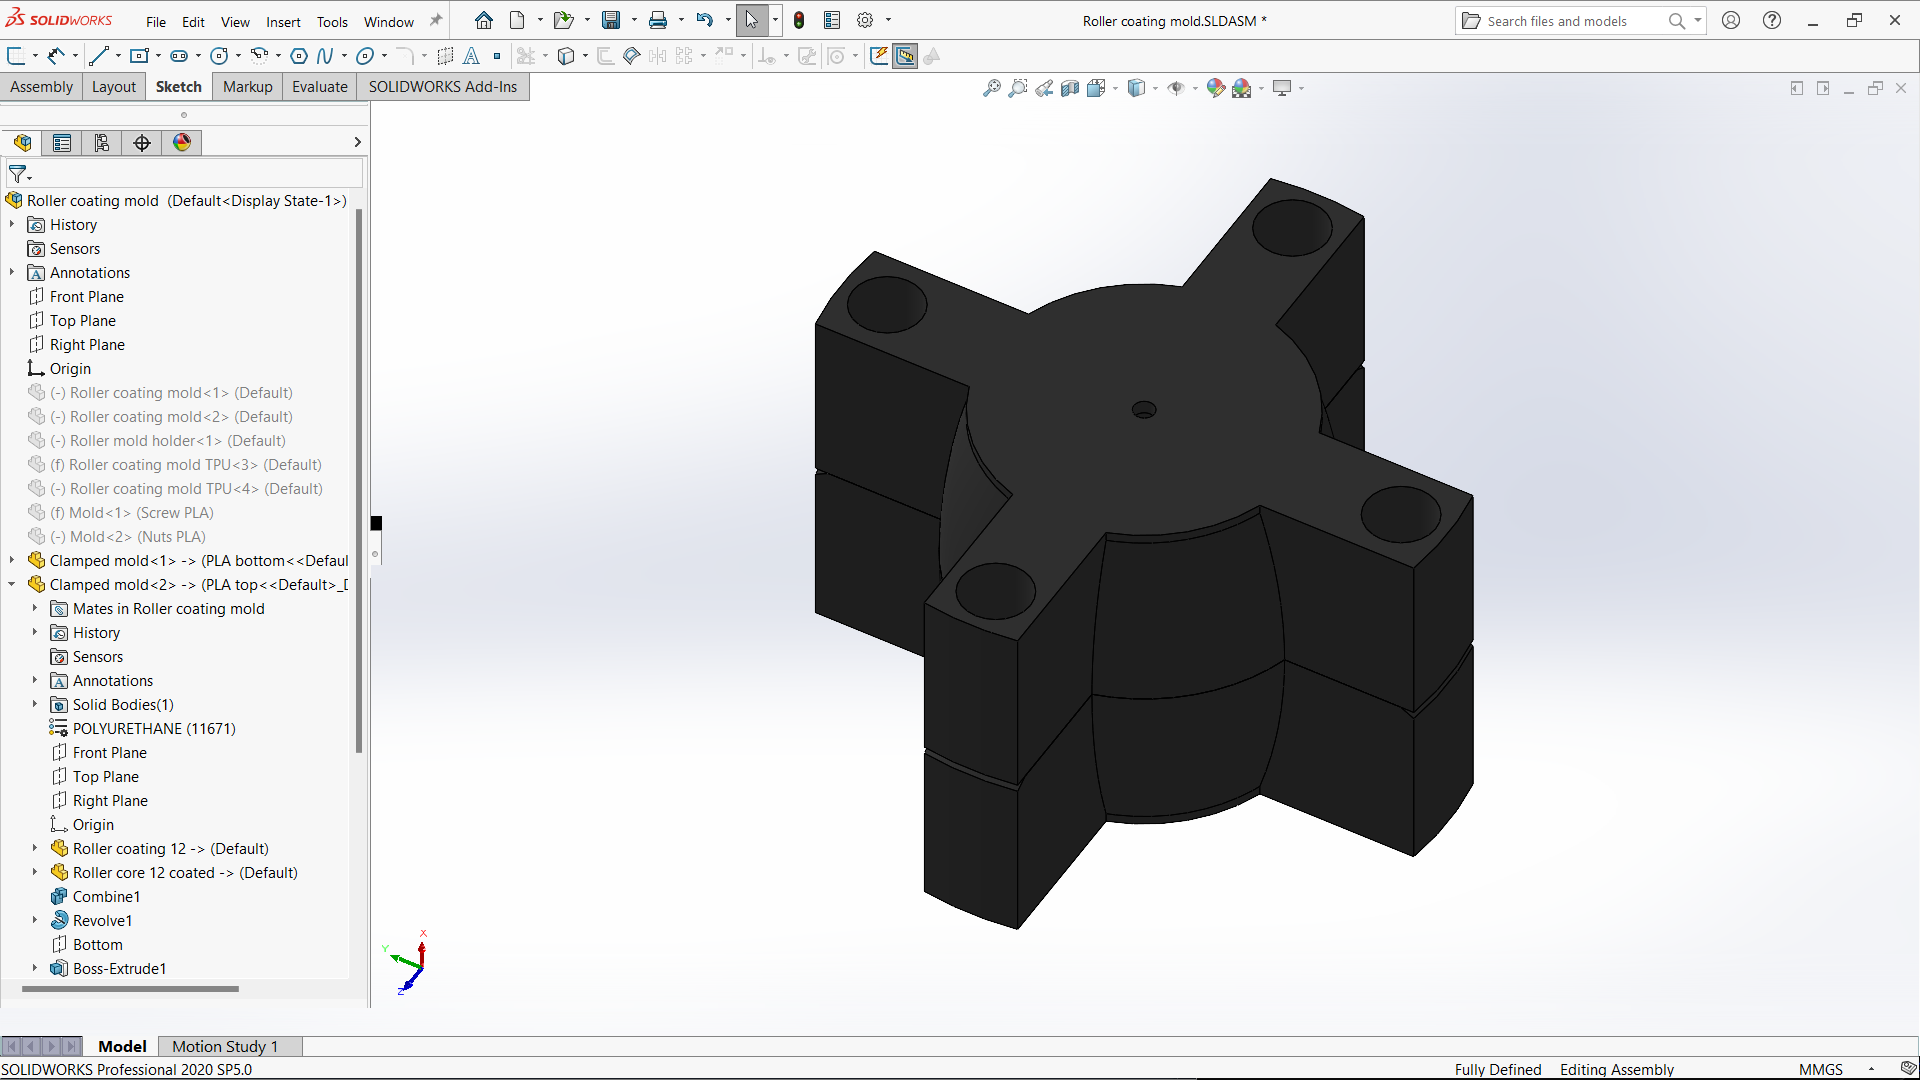 SOLIDWORKS File Edit View Insert Tools Window Roller coating mold.SLDASM * Search files and models
Assembly Layout Sketch Markup Evaluate SOLIDWORKS Add-Ins
Roller coating mold (Default<Display State-1>)
History
Sensors
Annotations
Front Plane
Top Plane
Right Plane
Origin
(-) Roller coating mold<1> (Default)
(-) Roller coating mold<2> (Default)
(-) Roller mold holder<1> (Default)
(f) Roller coating mold TPU<3> (Default)
(-) Roller coating mold TPU<4> (Default)
(f) Mold<1> (Screw PLA)
(-) Mold<2> (Nuts PLA)
Clamped mold<1> -> (PLA bottom<<Defaul
Clamped mold<2> -> (PLA top<<Default>_D
Mates in Roller coating mold
History
Sensors
Annotations
Solid Bodies(1)
POLYURETHANE (11671)
Front Plane
Top Plane
Right Plane
Origin
Roller coating 12 -> (Default)
Roller core 12 coated -> (Default)
Combine1
Revolve1
Bottom
Boss-Extrude1
X
Y
Z
Model Motion Study 1
SOLIDWORKS Professional 2020 SP5.0 Fully Defined Editing Assembly MMGS